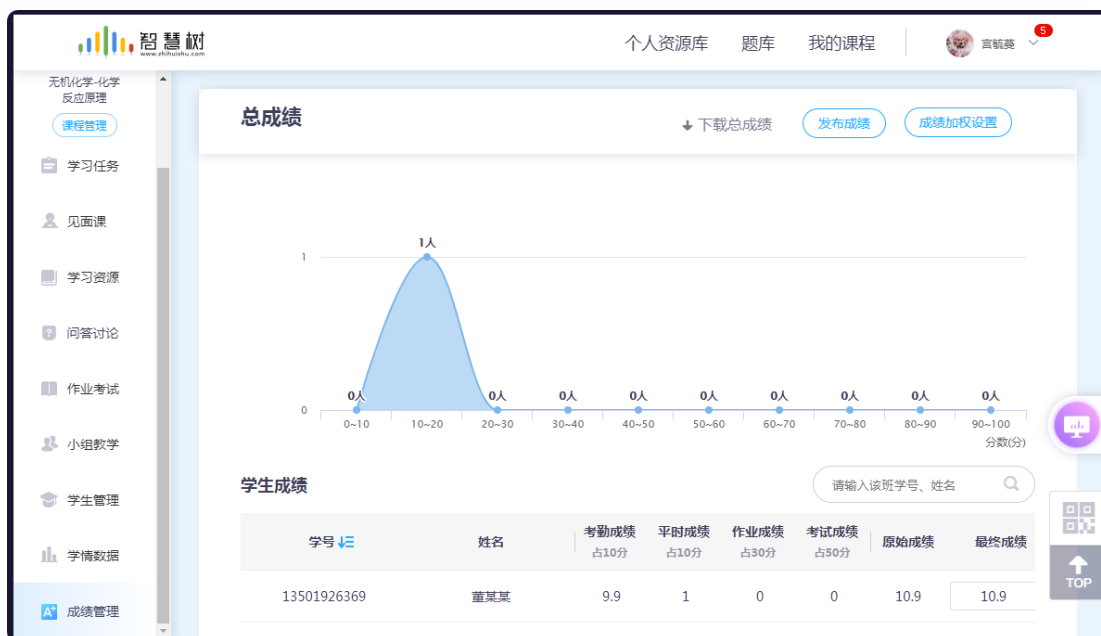 智慧树
www.zhihuishu.com
个人资源库 题库 我的课程 宫毓葵 5
无机化学-化学
反应原理
课程管理
学习任务
见面课
学习资源
问答讨论
作业考试
小组教学
学生管理
学情数据
成绩管理
总成绩
下载总成绩 发布成绩 成绩加权设置
1人
1
0
0人 0人 0人 0人 0人 0人 0人 0人 0人
0~10 10~20 20~30 30~40 40~50 50~60 60~70 70~80 80~90 90~100
分数(分)
学生成绩
请输入该班学号、姓名
学号 姓名 考勤成绩 平时成绩 作业成绩 考试成绩 原始成绩 最终成绩
占10分 占10分 占30分 占50分
13501926369 董某某 9.9 1 0 0 10.9 10.9
TOP